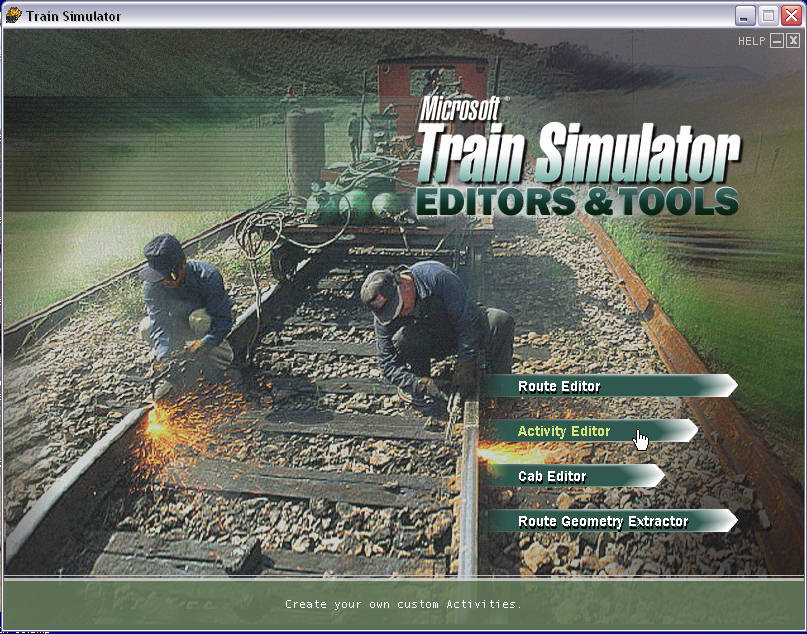 Train Simulator
HELP
Microsoft
Train Simulator
EDITORS & TOOLS
Route Editor
Activity Editor
Cab Editor
Route Geometry Extractor
Create your own custom Activities.